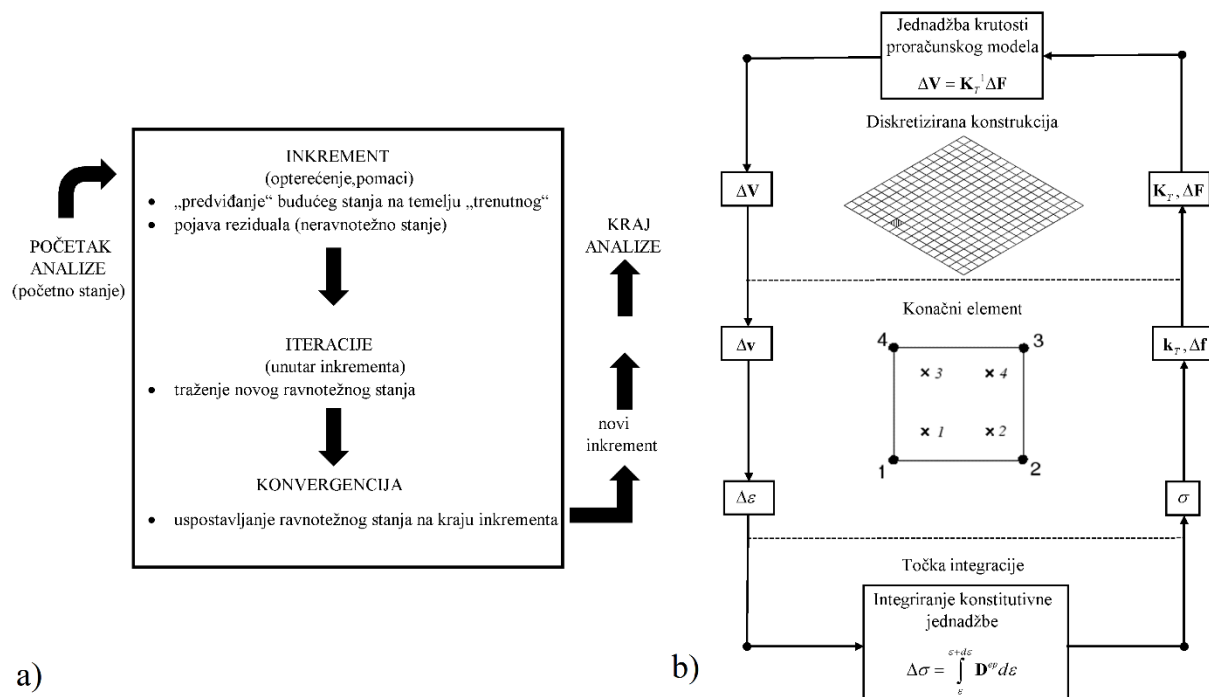 POČETAK
ANALIZE
(početno stanje)
INKREMENT
(opterećenje,pomaci)
• „predviđanje“ budućeg stanja na temelju „trenutnog“
• pojava reziduala (neravnotežno stanje)
ITERACIJE
(unutar inkrementa)
• traženje novog ravnotežnog stanja
KONVERGENCIJA
• uspostavljanje ravnotežnog stanja na kraju inkrementa
KRAJ
ANALIZE
novi
inkrement
a)
Jednadžba krutosti
proračunskog modela
ΔV = K_T^1 ΔF
Diskretizirana konstrukcija
ΔV
K_T, ΔF
Konačni element
Δv
k_T, Δf
4
3
3
4
1
2
1
2
Δε
σ
Točka integracije
Integriranje konstitutivne
jednadžbe
Δσ = ∫_ε^{ε+dε} D^{ep} dε
b)